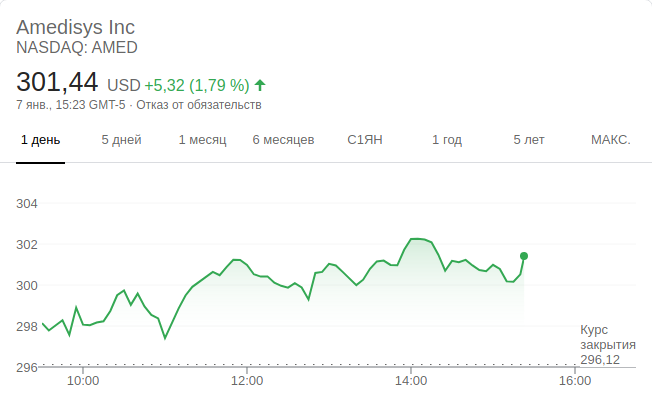 Amedisys Inc
NASDAQ: AMED
301,44 USD +5,32 (1,79 %)
7 янв., 15:23 GMT-5 · Отказ от обязательств
1 день 5 дней 1 месяц 6 месяцев С1ЯН 1 год 5 лет МАКС.
304
302
300
298
296
Курс
закрытия
296,12
10:00 12:00 14:00 16:00